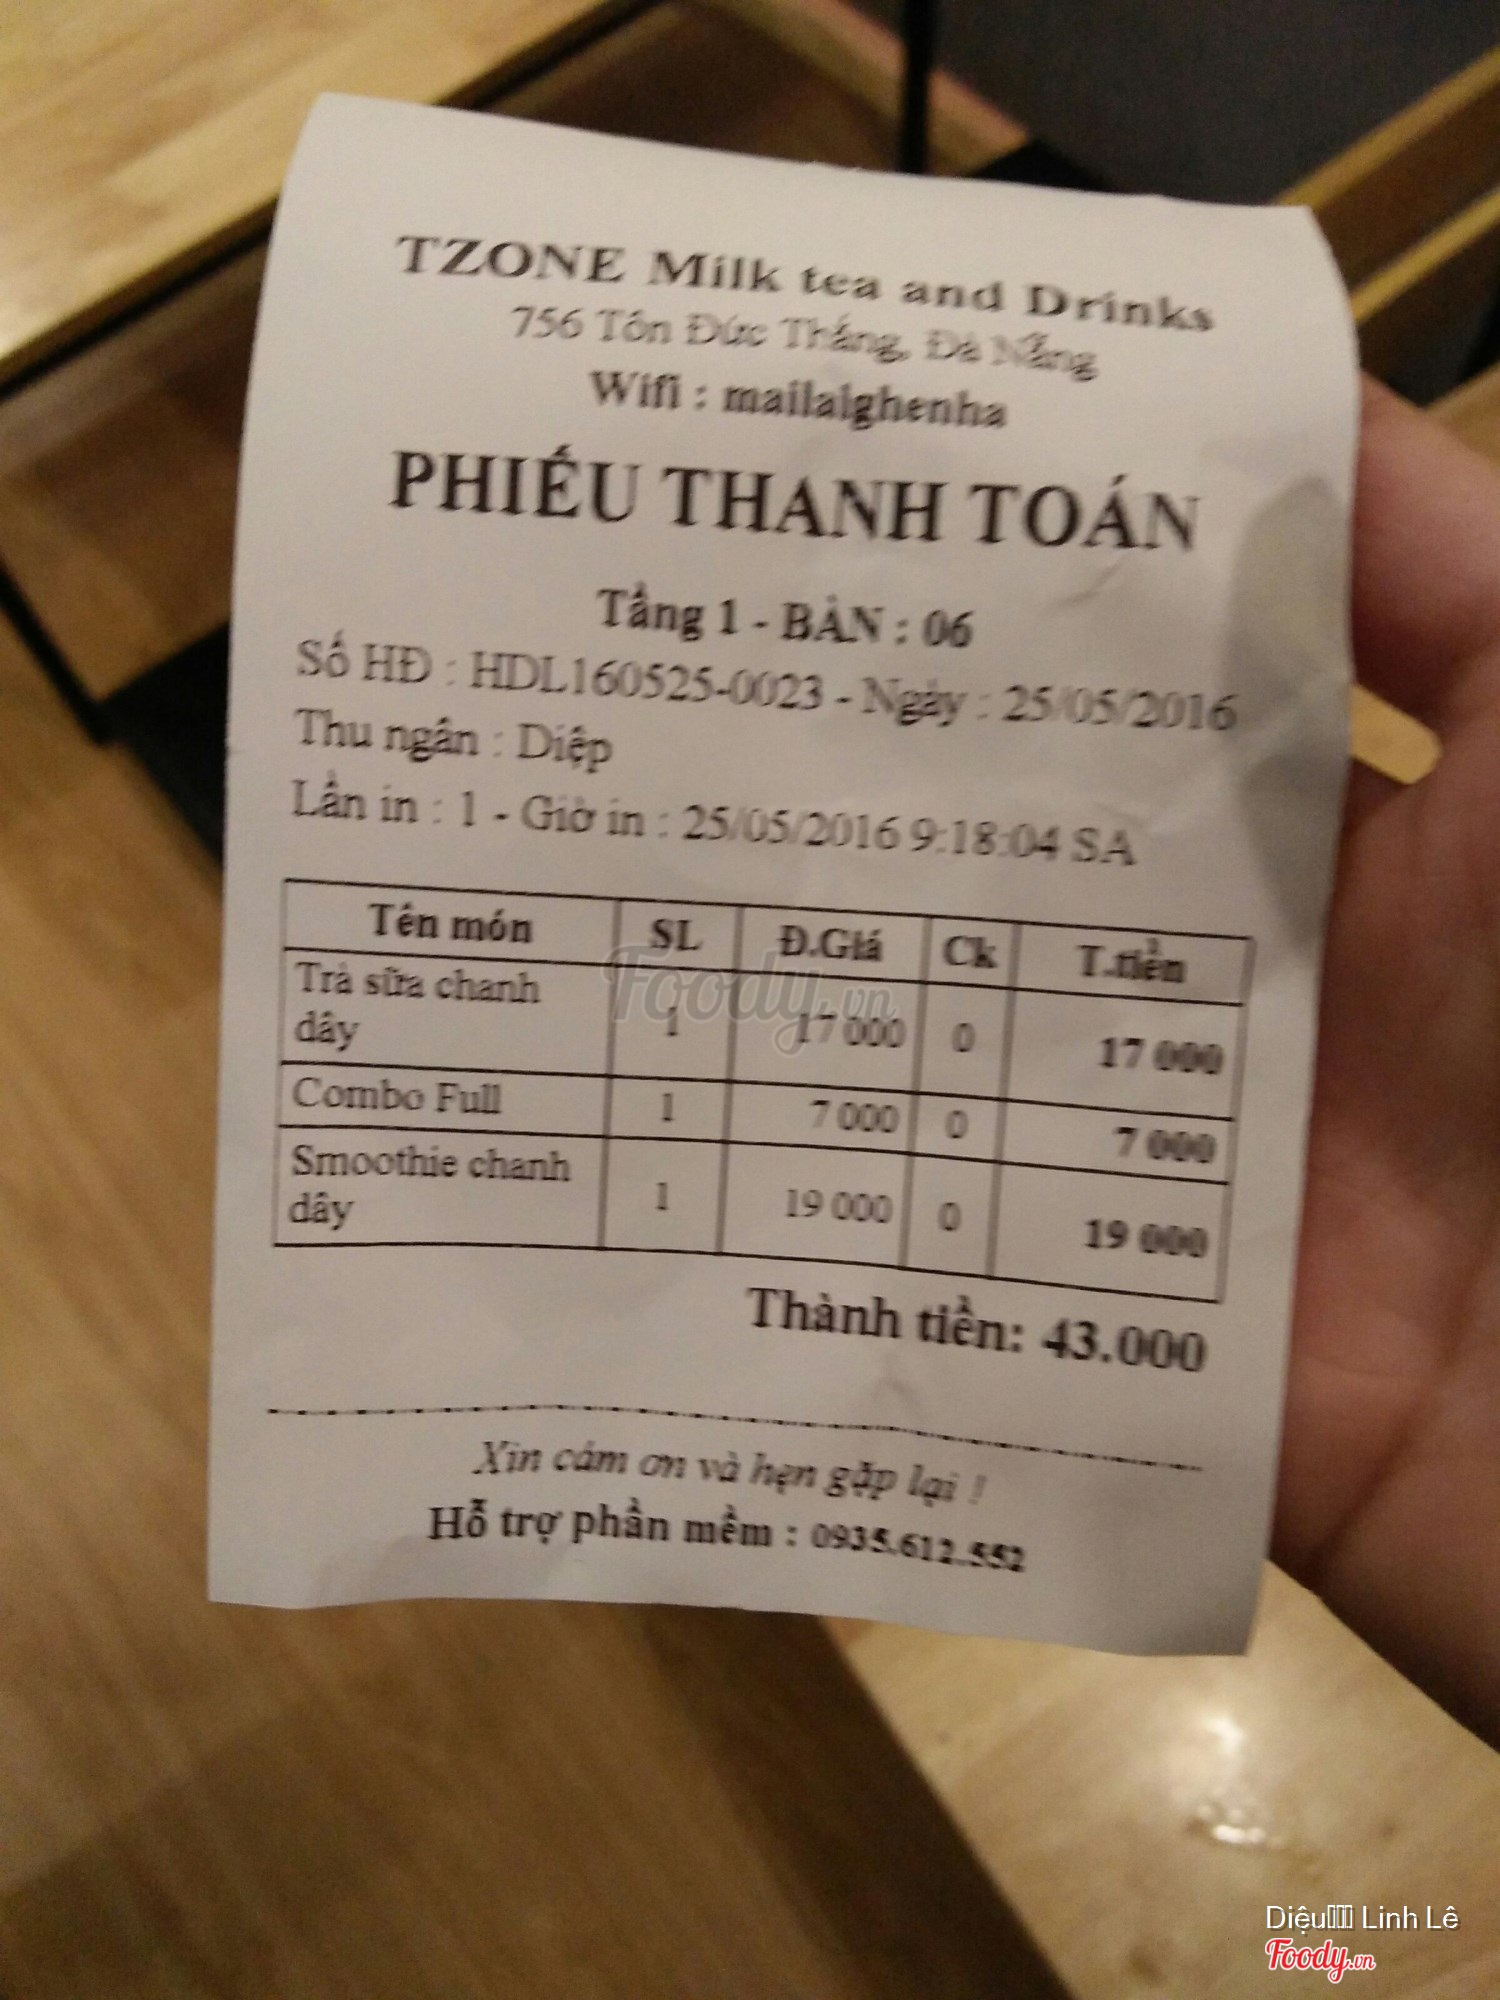 TZONE Milk tea and Drinks
756 Tôn Đức Thắng, Đà Nẵng
Wifi : mailaighenha
PHIẾU THANH TOÁN
Tầng 1 - BÀN : 06
Số HĐ : HDL160525-0023 - Ngày : 25/05/2016
Thu ngân : Diệp
Lần in : 1 - Giờ in : 25/05/2016 9:18:04 SA
Tên món SL Đ.Giá Ck T.tiền
Trà sữa chanh dây 1 17 000 0 17 000
Combo Full 1 7 000 0 7 000
Smoothie chanh dây 1 19 000 0 19 000
Thành tiền: 43.000
Xin cám ơn và hẹn gặp lại !
Hỗ trợ phần mềm : 0935.612.552
Foody.vn
Diệu Linh Lê
Foody.vn